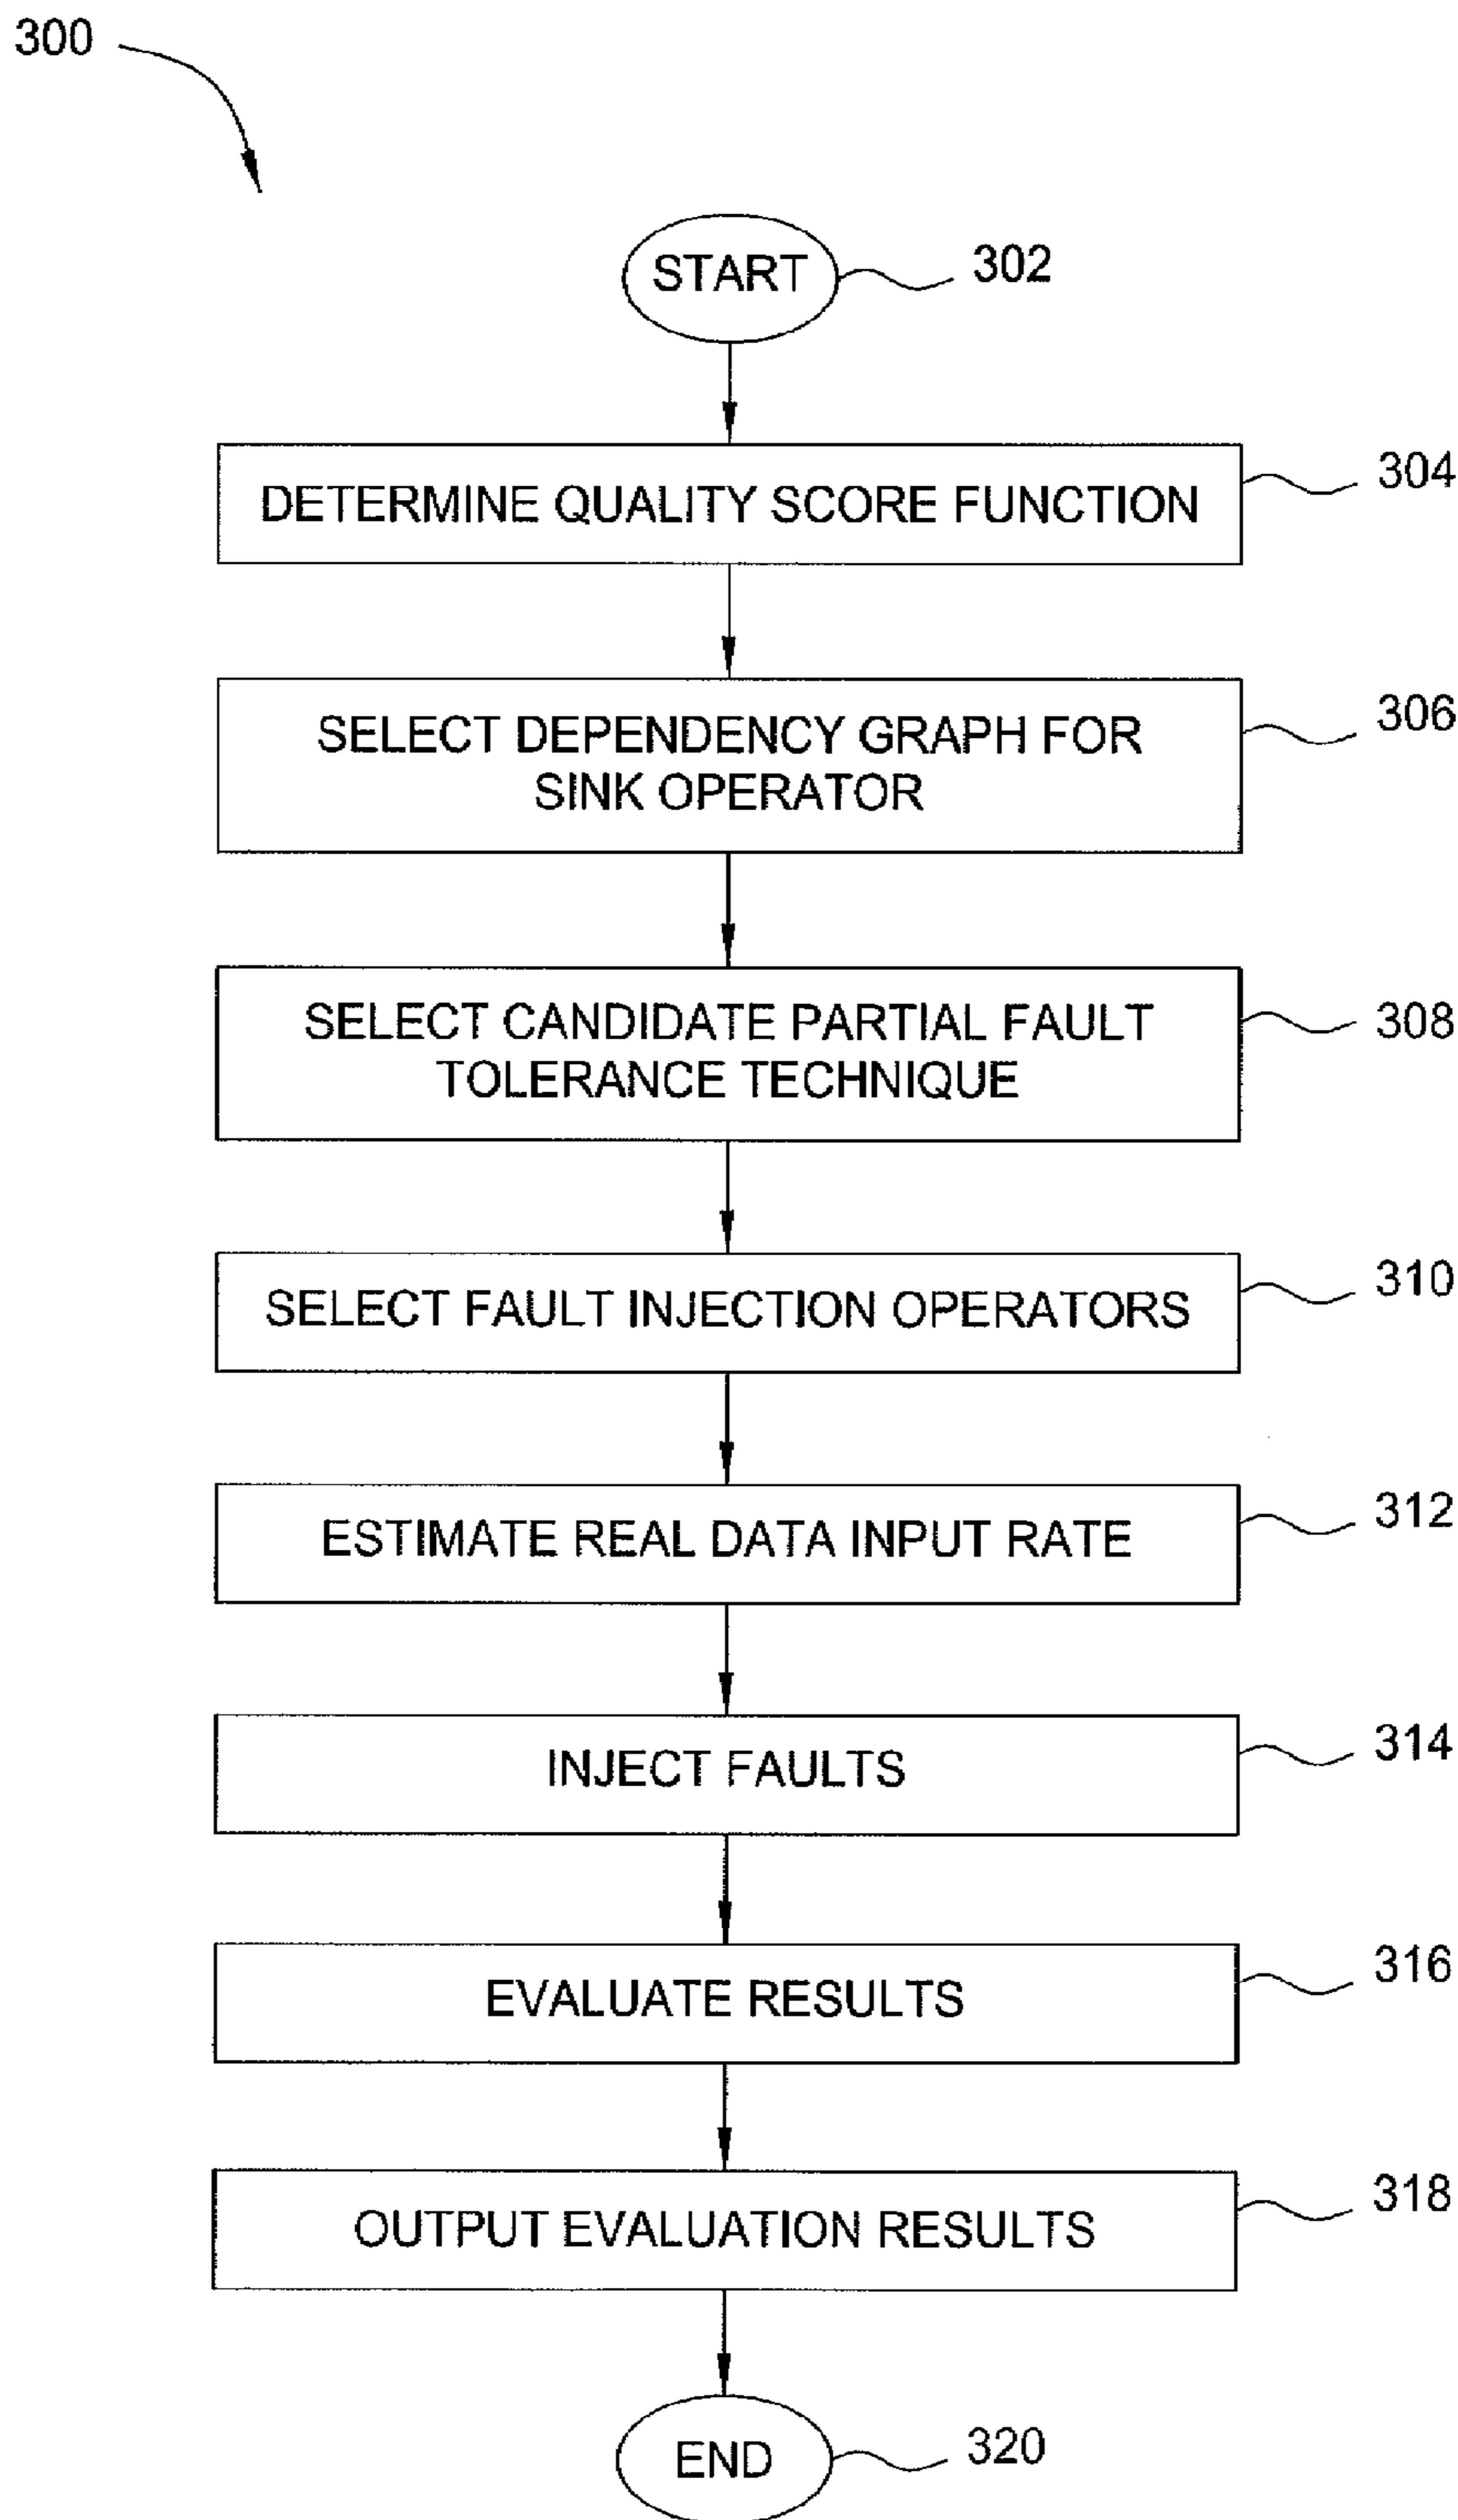 300
START
302
DETERMINE QUALITY SCORE FUNCTION
304
SELECT DEPENDENCY GRAPH FOR
SINK OPERATOR
306
SELECT CANDIDATE PARTIAL FAULT
TOLERANCE TECHNIQUE
308
SELECT FAULT INJECTION OPERATORS
310
ESTIMATE REAL DATA INPUT RATE
312
INJECT FAULTS
314
EVALUATE RESULTS
316
OUTPUT EVALUATION RESULTS
318
END
320